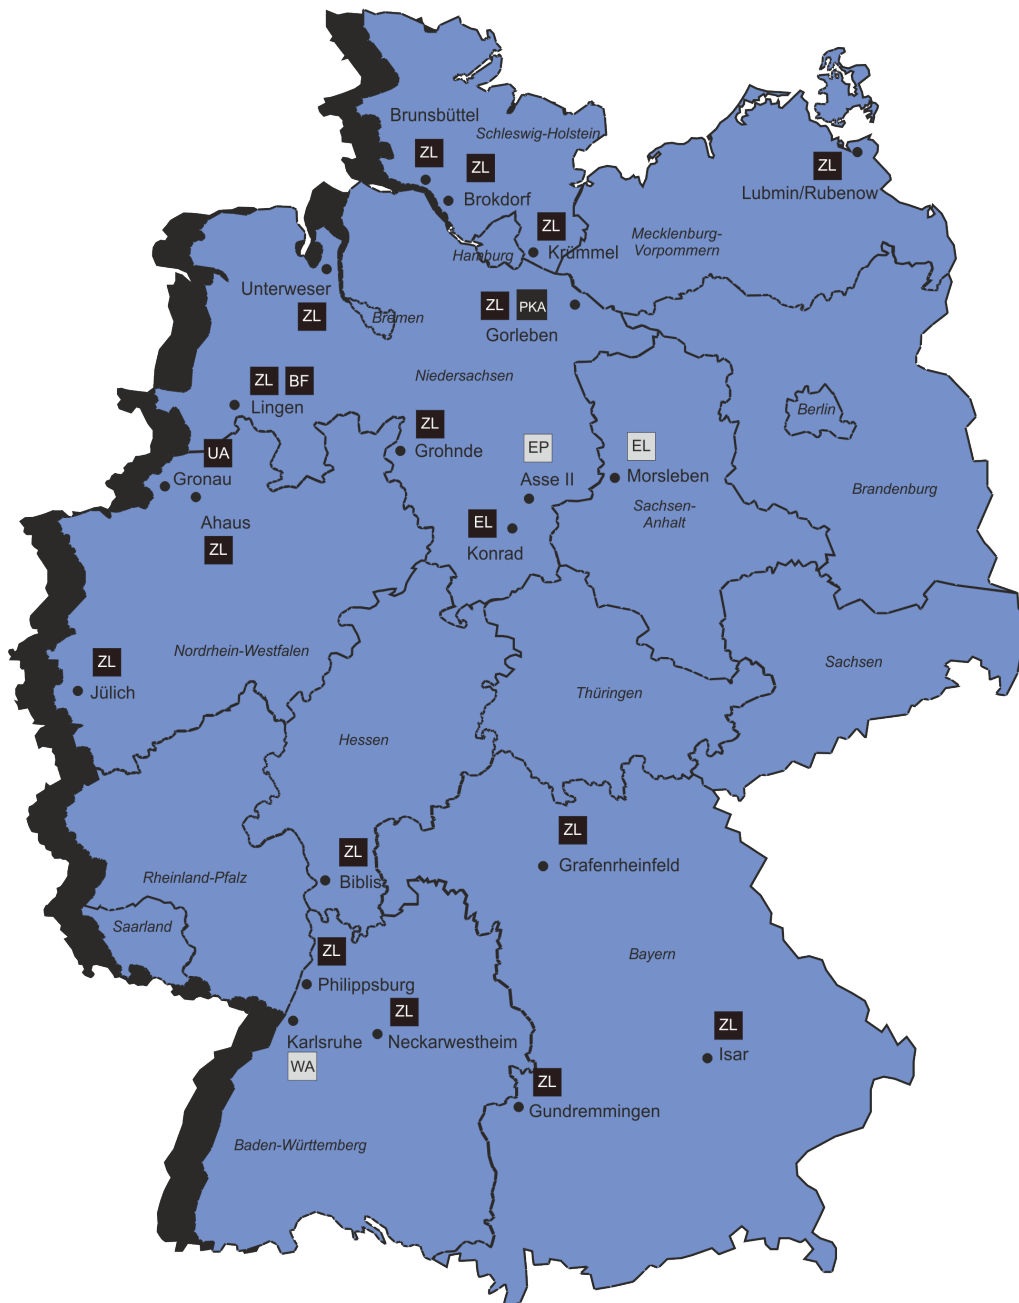 Brunsbüttel
Schleswig-Holstein
ZL
ZL
ZL
Brokdorf
Lubmin/Rubenow
ZL
Krümmel
Hamburg
Mecklenburg-
Vorpommern
Unterweser
ZL
Bremen
ZL
PKA
Gorleben
ZL
BF
Lingen
Niedersachsen
Berlin
ZL
Grohnde
UA
Gronau
EP
Asse II
EL
Morsleben
Sachsen-
Anhalt
Brandenburg
Ahaus
ZL
EL
Konrad
Nordrhein-Westfalen
ZL
Jülich
Sachsen
Thüringen
Hessen
ZL
Grafenrheinfeld
ZL
Biblis
Rheinland-Pfalz
Saarland
ZL
Philippsburg
Bayern
ZL
Karlsruhe
Neckarwestheim
WA
ZL
Isar
ZL
Gundremmingen
Baden-Württemberg